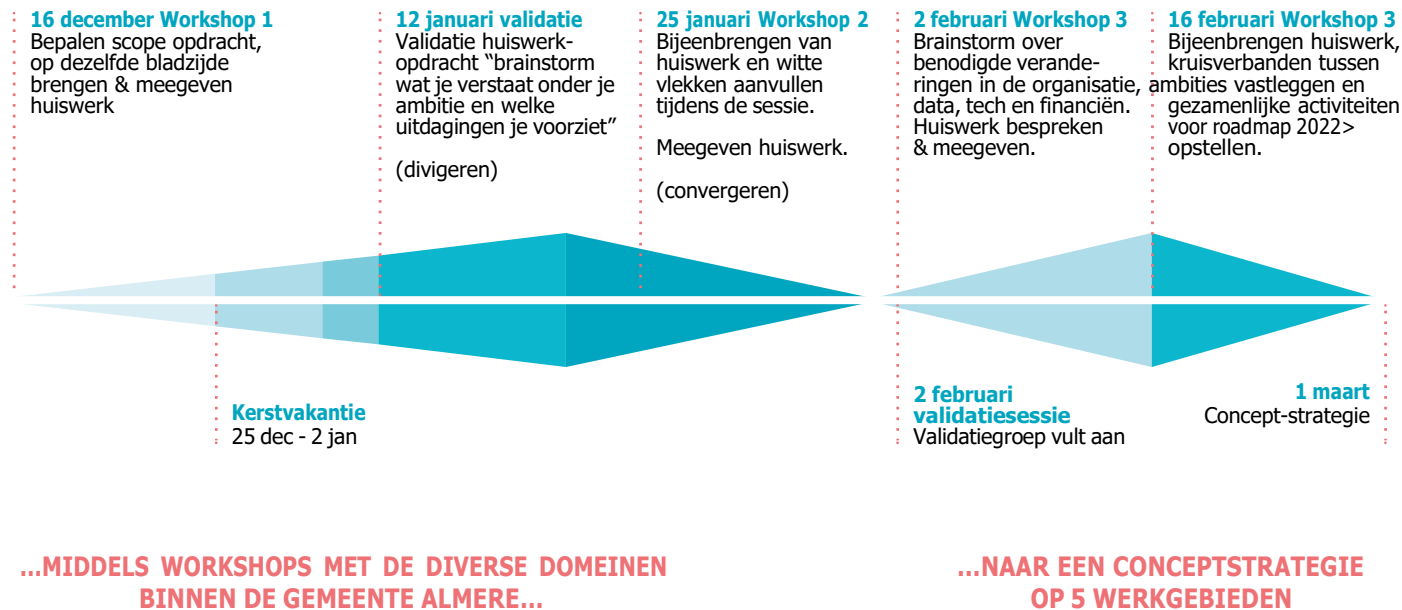 16 december Workshop 1
Bepalen scope opdracht,
op dezelfde bladzijde
brengen & meegeven
huiswerk
12 januari validatie
Validatie huiswerk-
opdracht “brainstorm
wat je verstaat onder je
ambitie en welke
uitdagingen je voorziet”
(divigeren)
25 januari Workshop 2
Bijeenbrengen van
huiswerk en witte
vlekken aanvullen
tijdens de sessie.
Meegeven huiswerk.
(convergeren)
2 februari Workshop 3
Brainstorm over
benodigde verande-
ringen in de organisatie,
data, tech en financiën.
Huiswerk bespreken
& meegeven.
16 februari Workshop 3
Bijeenbrengen huiswerk,
kruisverbanden tussen
ambities vastleggen en
gezamenlijke activiteiten
voor roadmap 2022>
opstellen.
Kerstvakantie
25 dec - 2 jan
2 februari
validatiesessie
Validatiegroep vult aan
1 maart
Concept-strategie
...MIDDELS WORKSHOPS MET DE DIVERSE DOMEINEN
BINNEN DE GEMEENTE ALMERE...
...NAAR EEN CONCEPTSTRATEGIE
OP 5 WERKGEBIEDEN